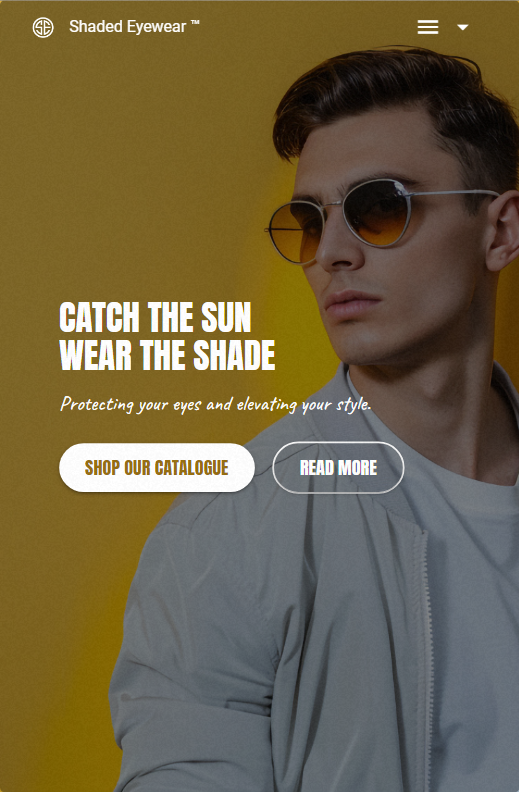 SE
Shaded Eyewear ™
CATCH THE SUN
WEAR THE SHADE
Protecting your eyes and elevating your style.
SHOP OUR CATALOGUE
READ MORE